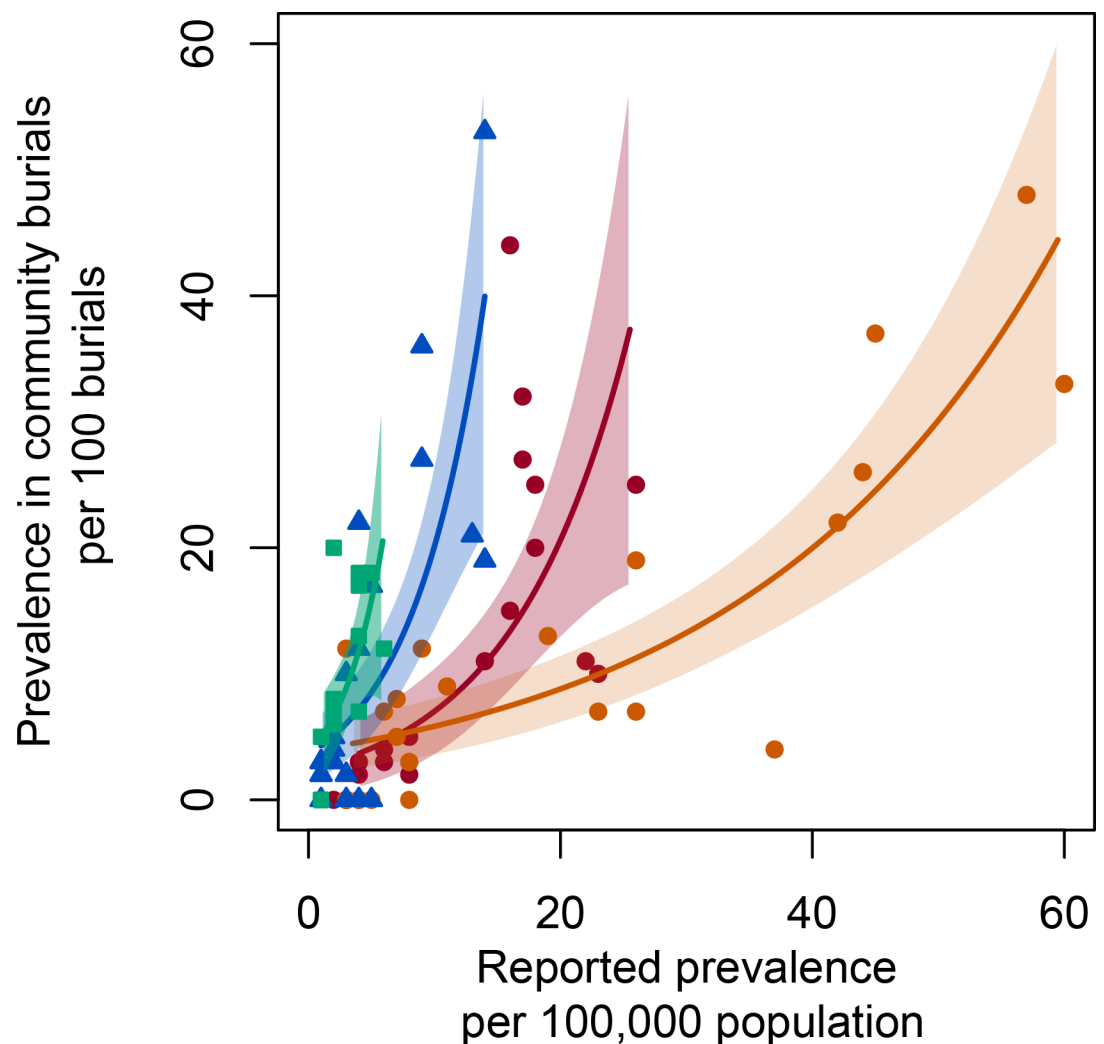 Prevalence in community burials
per 100 burials
60
40
20
0
0 20 40 60
Reported prevalence
per 100,000 population